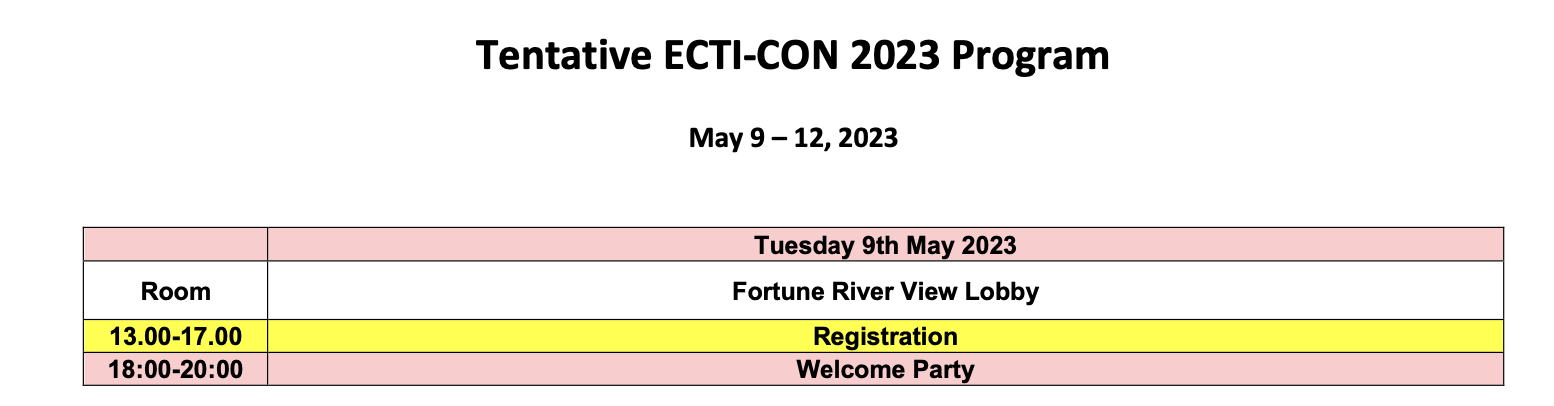 Tentative ECTI-CON 2023 Program
May 9 – 12, 2023
Tuesday 9th May 2023
Room Fortune River View Lobby
13.00-17.00 Registration
18:00-20:00 Welcome Party